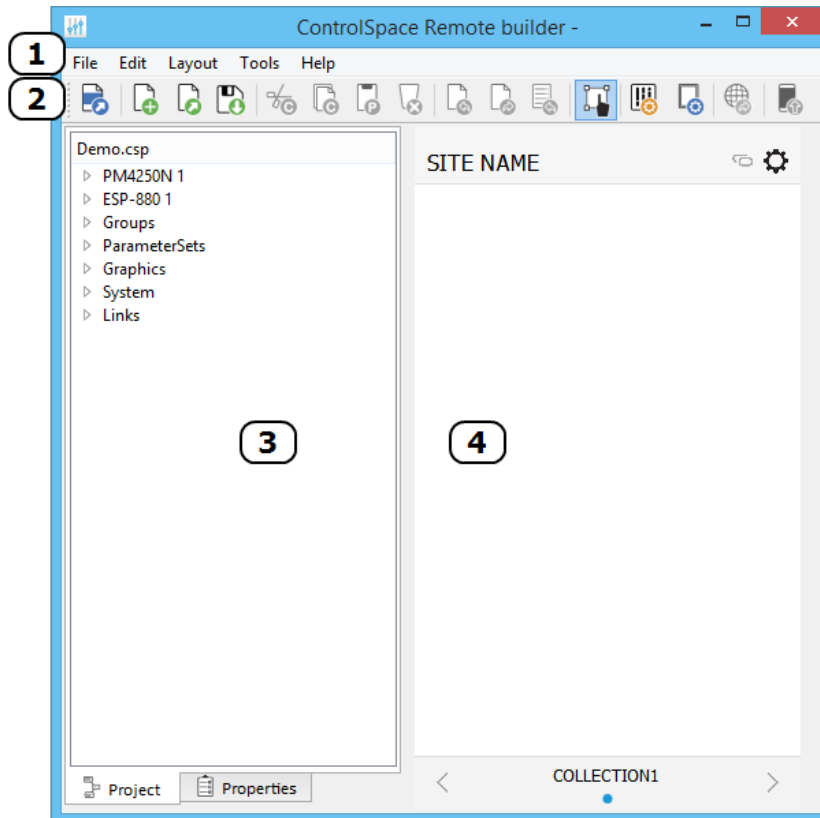 ControlSpace Remote builder -
1
File Edit Layout Tools Help
2
Demo.csp
PM4250N 1
ESP-880 1
Groups
ParameterSets
Graphics
System
Links
3
Project Properties
SITE NAME
4
COLLECTION1